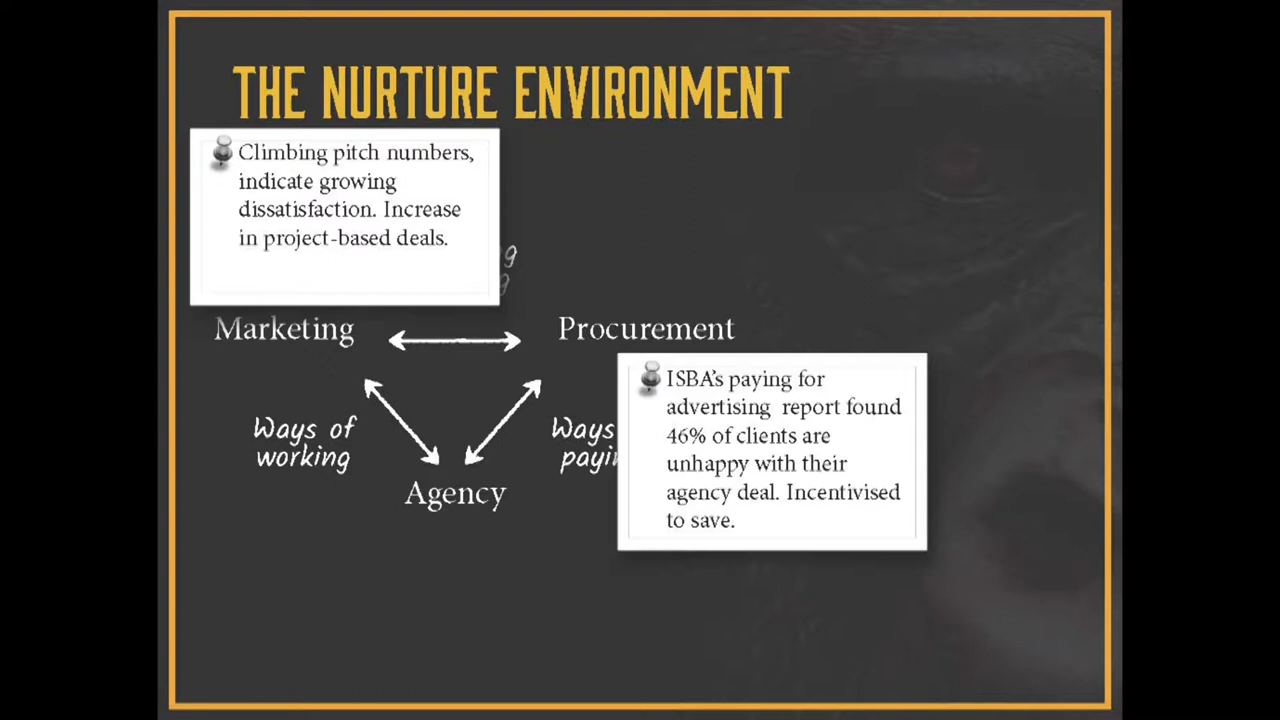 THE NURTURE ENVIRONMENT
Climbing pitch numbers,
indicate growing
dissatisfaction. Increase
in project-based deals.
Marketing
Procurement
Ways of
working
Ways
Agency
ISBA's paying for
advertising report found
46% of clients are
unhappy with their
agency deal. Incentivised
to save.